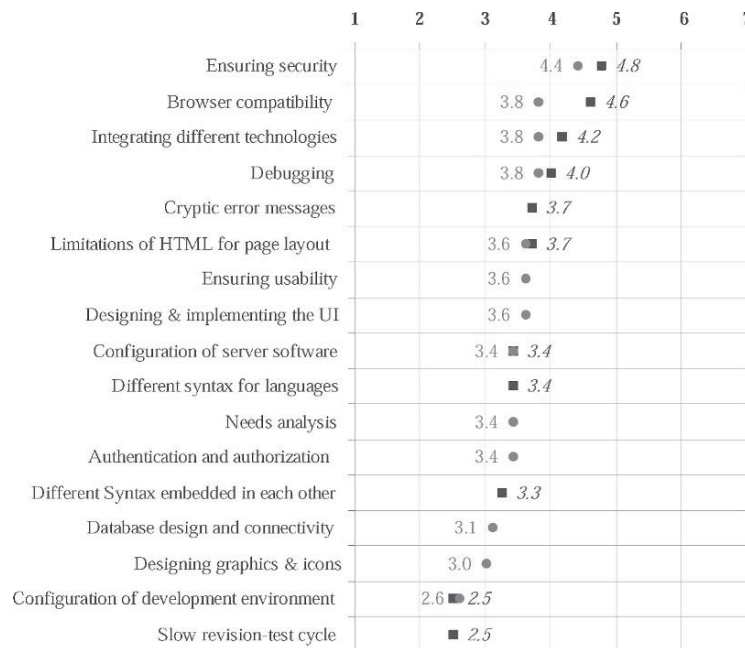 1 2 3 4 5 6 7
Ensuring security 4.4 4.8
Browser compatibility 3.8 4.6
Integrating different technologies 3.8 4.2
Debugging 3.8 4.0
Cryptic error messages 3.7
Limitations of HTML for page layout 3.6 3.7
Ensuring usability 3.6
Designing & implementing the UI 3.6
Configuration of server software 3.4 3.4
Different syntax for languages 3.4
Needs analysis 3.4
Authentication and authorization 3.4
Different Syntax embedded in each other 3.3
Database design and connectivity 3.1
Designing graphics & icons 3.0
Configuration of development environment 2.6 2.5
Slow revision-test cycle 2.5